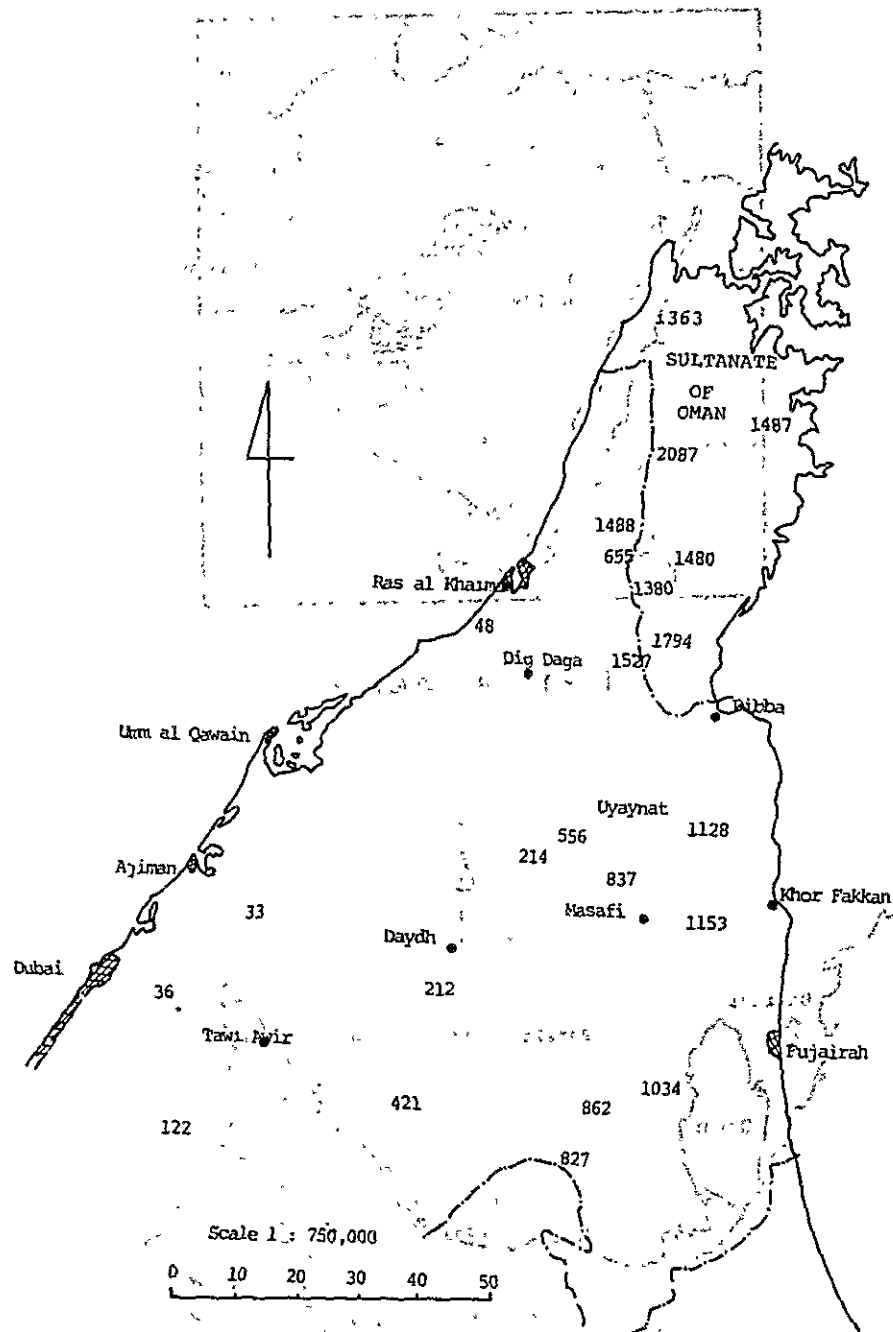 1363
SULTANATE
OF
OMAN
1487
2087
1488
655
1480
Ras al Khaim
1380
48
1794
Dig Daga
1527
Dibba
Umm al Qawain
Uyaynat
1128
556
214
Ajiman
837
Khor Fakkan
33
Masafi
1153
Daydh
Dubai
36
212
Tawi Awir
Fujairah
1034
421
862
122
827
Scale 1 : 750,000
0 10 20 30 40 50